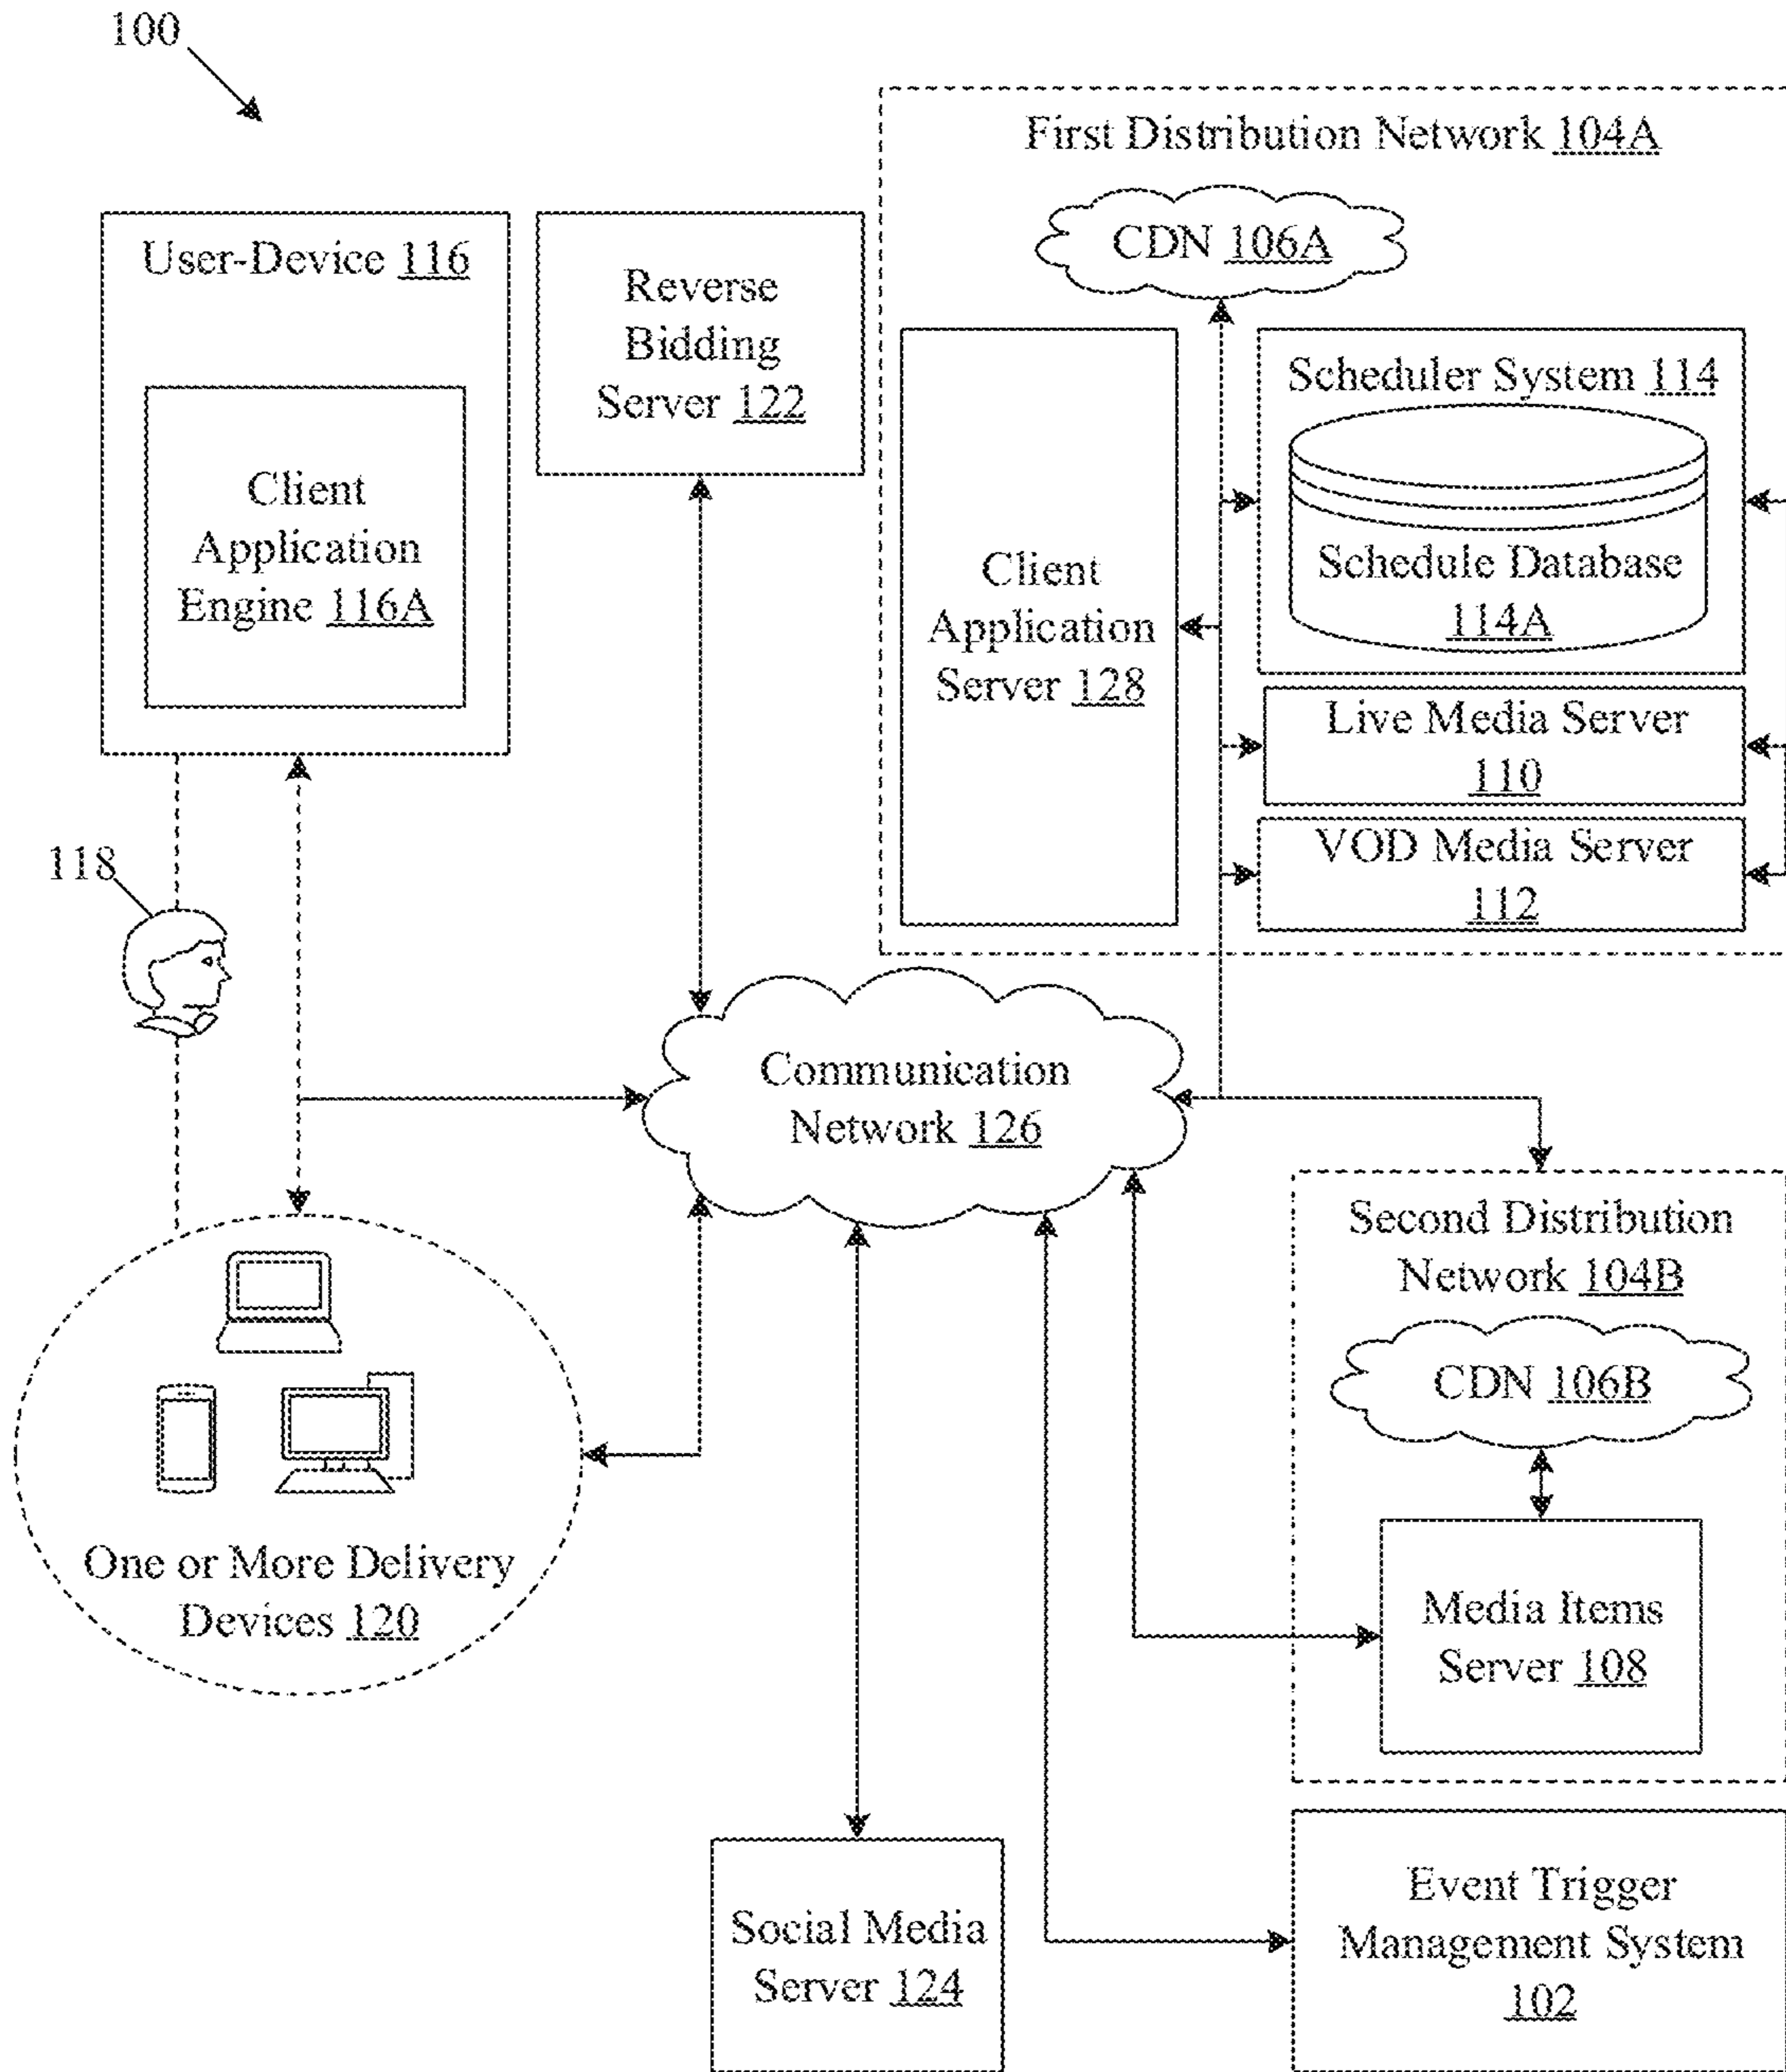 100
First Distribution Network 104A
CDN 106A
User-Device 116
Client
Application
Engine 116A
Reverse
Bidding
Server 122
Client
Application
Server 128
Scheduler System 114
Schedule Database
114A
Live Media Server
110
VOD Media Server
112
118
Communication
Network 126
Second Distribution
Network 104B
CDN 106B
Media Items
Server 108
One or More Delivery
Devices 120
Social Media
Server 124
Event Trigger
Management System
102